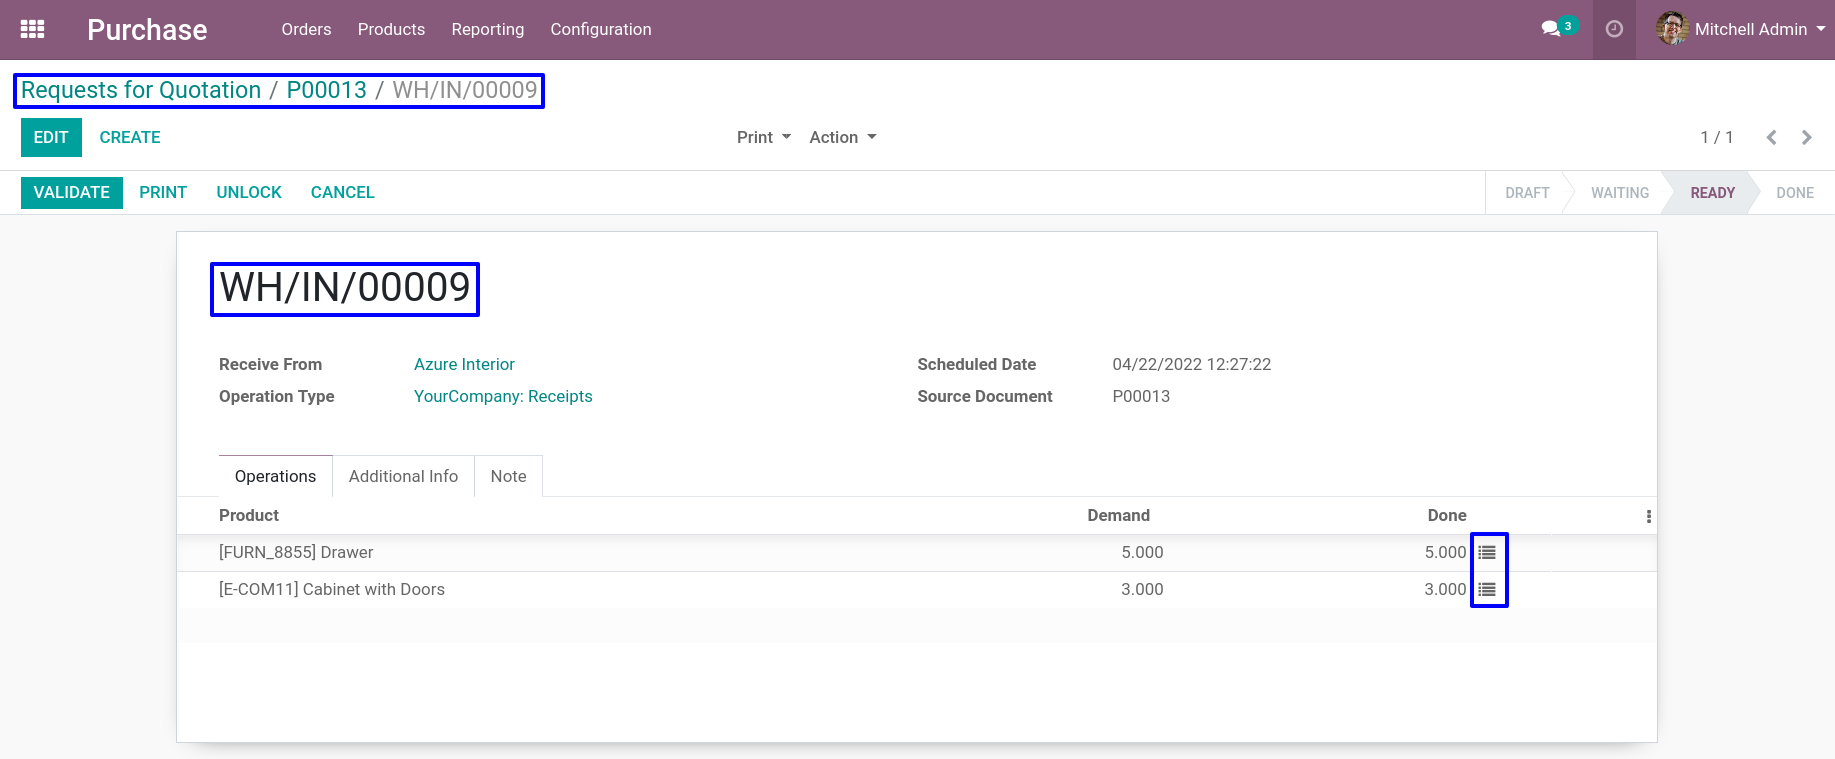 Purchase Orders Products Reporting Configuration 3 Mitchell Admin
Requests for Quotation / P00013 / WH/IN/00009
EDIT CREATE Print Action 1 / 1
VALIDATE PRINT UNLOCK CANCEL DRAFT WAITING READY DONE
WH/IN/00009
Receive From Azure Interior Scheduled Date 04/22/2022 12:27:22
Operation Type YourCompany: Receipts Source Document P00013
Operations Additional Info Note
Product Demand Done
[FURN_8855] Drawer 5.000 5.000
[E-COM11] Cabinet with Doors 3.000 3.000